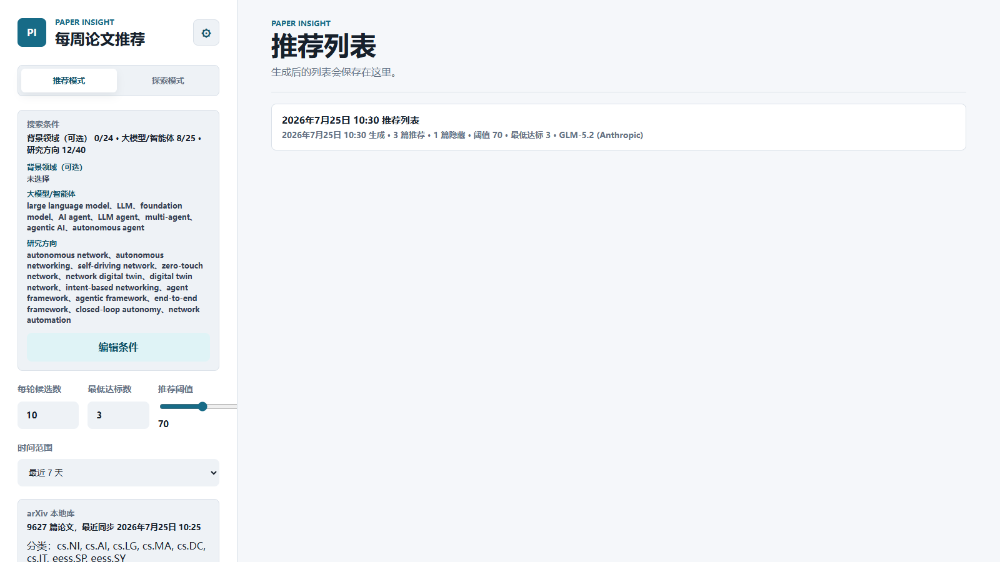 PI
PAPER INSIGHT
每周论文推荐
推荐模式
探索模式
搜索条件
背景领域（可选） 0/24 • 大模型/智能体 8/25 •
研究方向 12/40
背景领域（可选）
未选择
大模型/智能体
large language model、LLM、foundation
model、AI agent、LLM agent、multi-agent、
agentic AI、autonomous agent
研究方向
autonomous network、autonomous
networking、self-driving network、zero-touch
network、network digital twin、digital twin
network、intent-based networking、agent
framework、agentic framework、end-to-end
framework、closed-loop autonomy、network
automation
编辑条件
每轮候选数
最低达标数
推荐阈值
10
3
70
时间范围
最近 7 天
arXiv 本地库
9627 篇论文，最近同步 2026年7月25日 10:25
分类：cs.NI, cs.AI, cs.LG, cs.MA, cs.DC,
cs.IT, eess.SP, eess.SY
PAPER INSIGHT
推荐列表
生成后的列表会保存在这里。
2026年7月25日 10:30 推荐列表
2026年7月25日 10:30 生成 • 3 篇推荐 • 1 篇隐藏 • 阈值 70 • 最低达标 3 • GLM-5.2 (Anthropic)